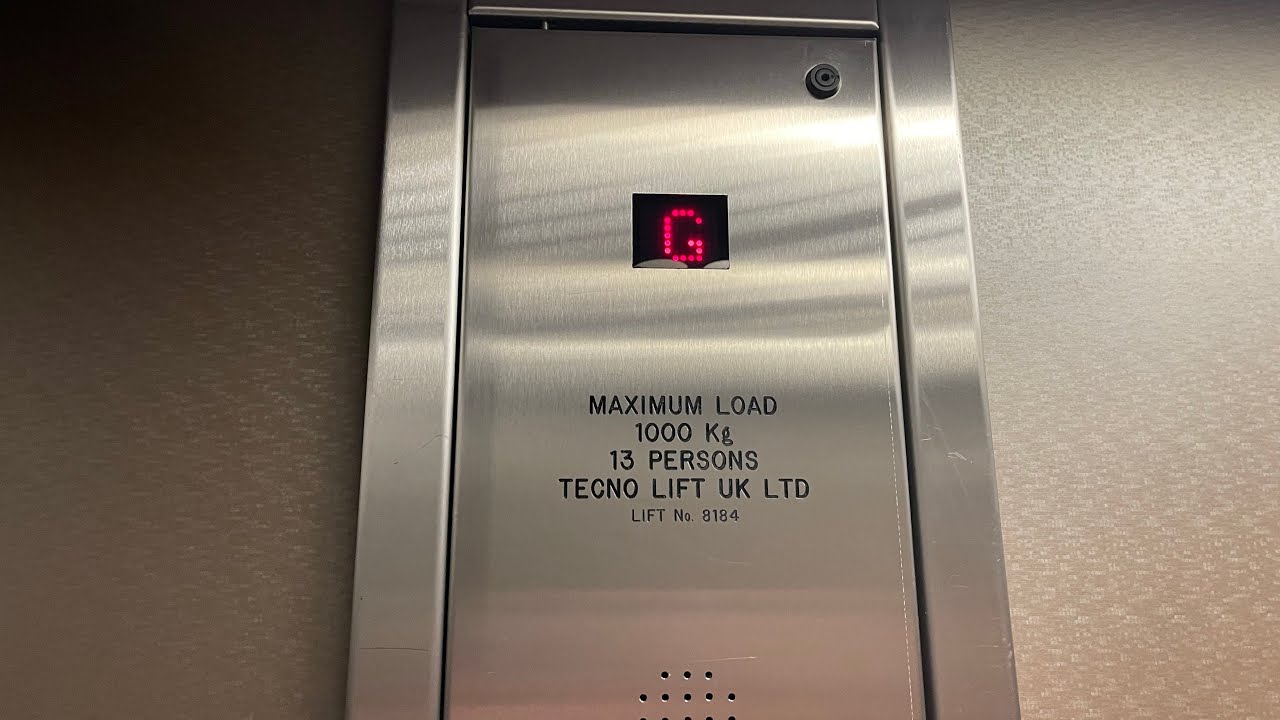 G
MAXIMUM LOAD
1000 Kg
13 PERSONS
TECNO LIFT UK LTD
LIFT No. 8184